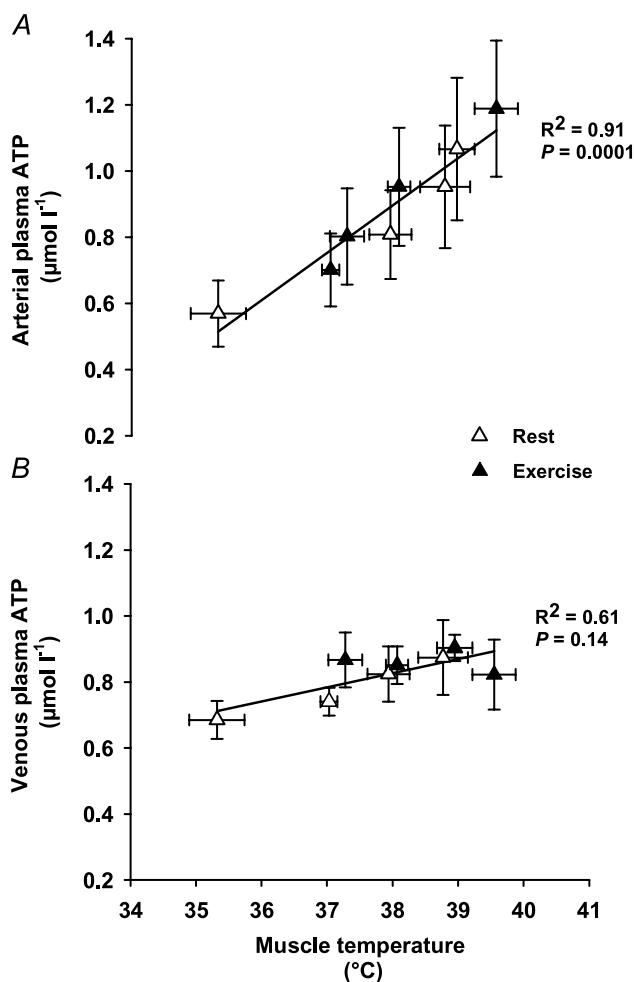 A
1.4
1.2
1.0
0.8
0.6
0.4
0.2
Arterial plasma ATP
(µmol l⁻¹)
R² = 0.91
P = 0.0001
Rest
Exercise
B
1.4
1.2
1.0
0.8
0.6
0.4
0.2
Venous plasma ATP
(µmol l⁻¹)
R² = 0.61
P = 0.14
34 35 36 37 38 39 40 41
Muscle temperature
(°C)